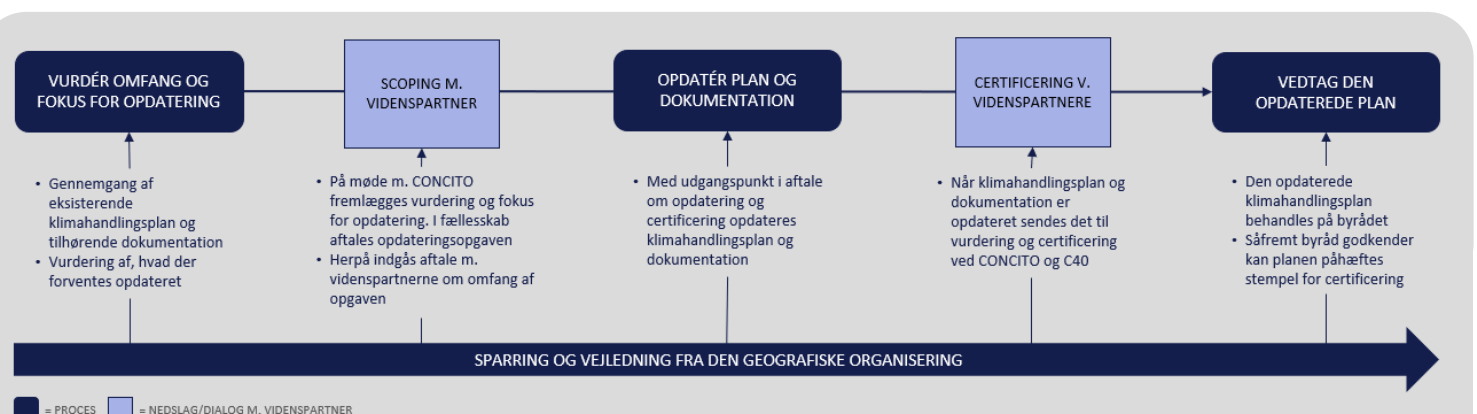 VURDÉR OMFANG OG
FOKUS FOR OPDATERING
SCOPING M.
VIDENSPARTNER
OPDATÉR PLAN OG
DOKUMENTATION
CERTIFICERING V.
VIDENSPARTNERE
VEDTAG DEN
OPDATEREDE PLAN
• Gennemgang af
eksisterende
klimahandlingsplan og
tilhørende dokumentation
• Vurdering af, hvad der
forventes opdateret
• På møde m. CONCITO
fremlægges vurdering og fokus
for opdatering. I fællesskab
aftales opdateringsopgaven
• Herpå indgås aftale m.
videnspartnerne om omfang af
opgaven
• Med udgangspunkt i aftale
om opdatering og
certificering opdateres
klimahandlingsplan og
dokumentation
• Når klimahandlingsplan og
dokumentation er
opdateret sendes det til
vurdering og certificering
ved CONCITO og C40
• Den opdaterede
klimahandlingsplan
behandles på byrådet
• Såfremt byråd godkender
kan planen påhæftes
stempel for certificering
SPARRING OG VEJLEDNING FRA DEN GEOGRAFISKE ORGANISERING
= PROCES
= NEDSLAG/DIALOG M. VIDENSPARTNER